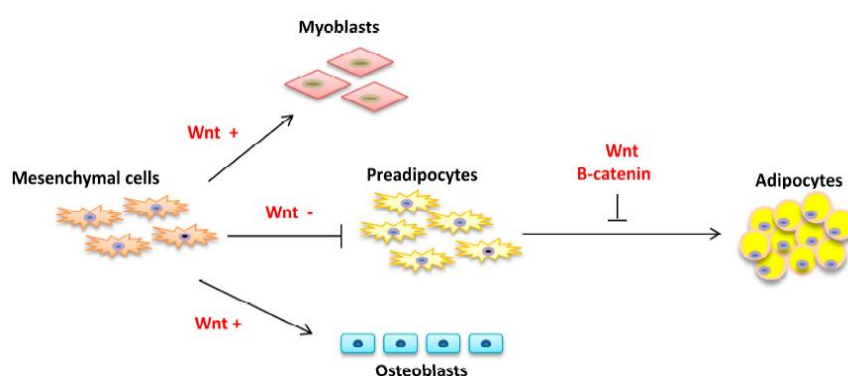 Myoblasts
Wnt +
Wnt
B-catenin
Mesenchymal cells
Preadipocytes
Adipocytes
Wnt -
Wnt +
Osteoblasts